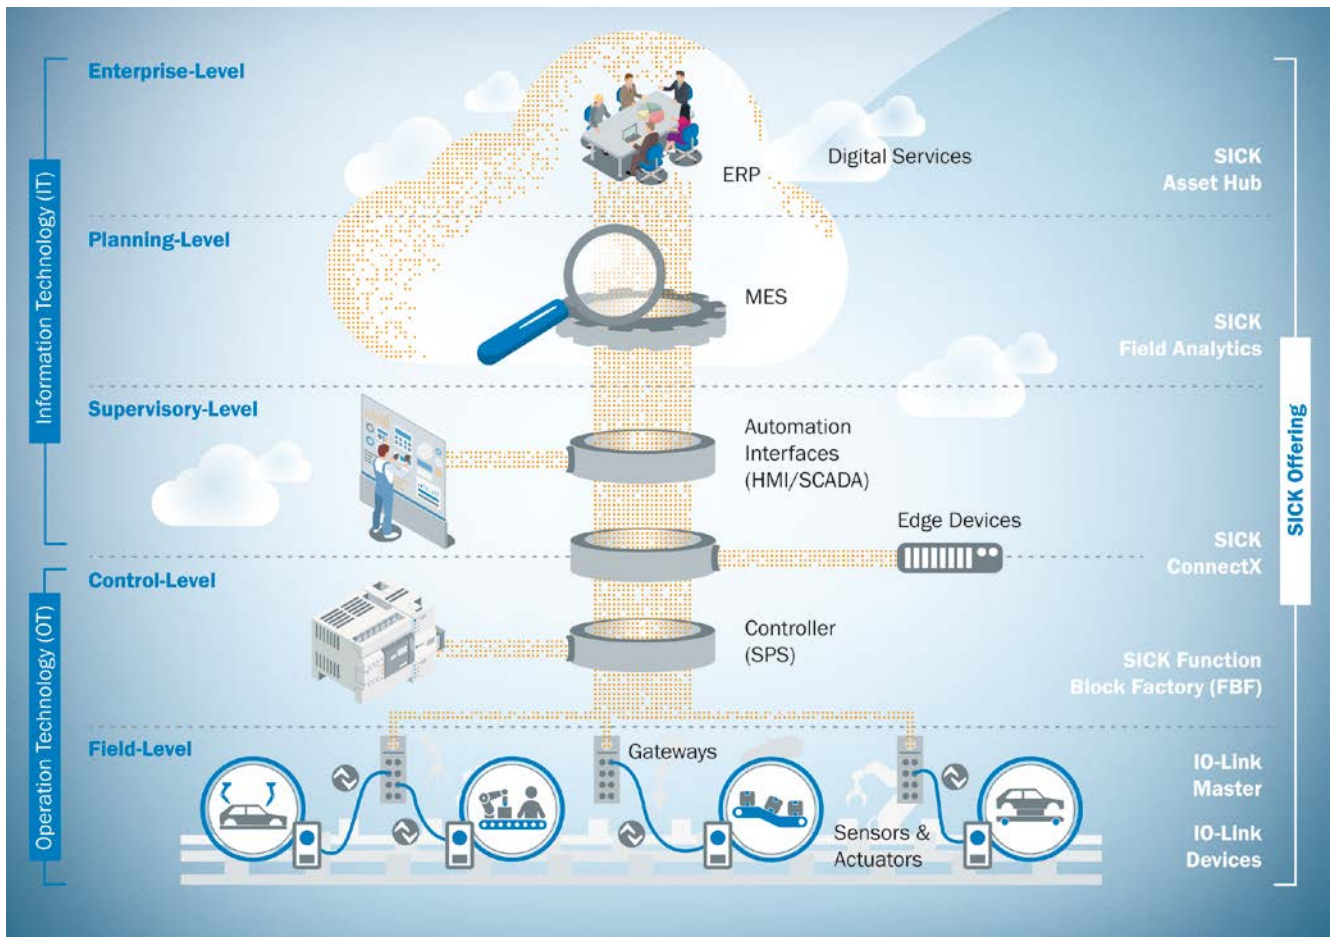 Enterprise-Level
ERP
Digital Services
SICK
Asset Hub
Planning-Level
MES
SICK
Field Analytics
Information Technology (IT)
Supervisory-Level
Automation
Interfaces
(HMI/SCADA)
Edge Devices
SICK
ConnectX
SICK Offering
Control-Level
Controller
(SPS)
SICK Function
Block Factory (FBF)
Operation Technology (OT)
Field-Level
Gateways
IO-Link
Master
Sensors &
Actuators
IO-Link
Devices